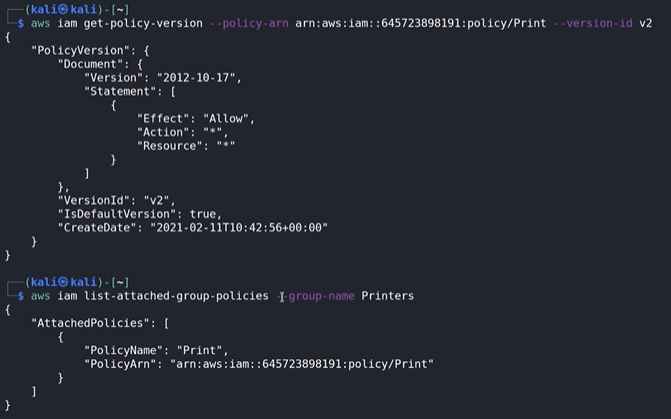 ┌──(kali㉿kali)-[~]
└─$ aws iam get-policy-version --policy-arn arn:aws:iam::645723898191:policy/Print --version-id v2
{
    "PolicyVersion": {
        "Document": {
            "Version": "2012-10-17",
            "Statement": [
                {
                    "Effect": "Allow",
                    "Action": "*",
                    "Resource": "*"
                }
            ]
        },
        "VersionId": "v2",
        "IsDefaultVersion": true,
        "CreateDate": "2021-02-11T10:42:56+00:00"
    }
}
┌──(kali㉿kali)-[~]
└─$ aws iam list-attached-group-policies --group-name Printers
{
    "AttachedPolicies": [
        {
            "PolicyName": "Print",
            "PolicyArn": "arn:aws:iam::645723898191:policy/Print"
        }
    ]
}